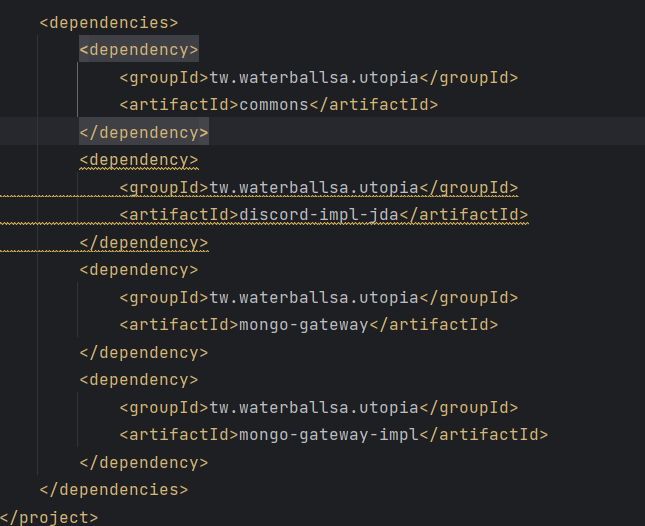 <dependencies>
<dependency>
<groupId>tw.waterballsa.utopia</groupId>
<artifactId>commons</artifactId>
</dependency>
<dependency>
<groupId>tw.waterballsa.utopia</groupId>
<artifactId>discord-impl-jda</artifactId>
</dependency>
<dependency>
<groupId>tw.waterballsa.utopia</groupId>
<artifactId>mongo-gateway</artifactId>
</dependency>
<dependency>
<groupId>tw.waterballsa.utopia</groupId>
<artifactId>mongo-gateway-impl</artifactId>
</dependency>
</dependencies>
</project>